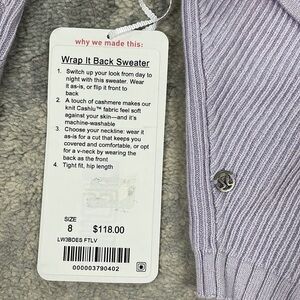 why we made this:
Wrap It Back Sweater
1. Switch up your look from day to
night with this sweater. Wear
it as-is, or flip it front to
back
2. A touch of cashmere makes our
knit Cashlu™ fabric feel soft
against your skin—and it's
machine-washable
3. Choose your neckline: wear it
as-is for a cut that keeps you
covered and comfortable, or opt
for a v-neck by wearing the
back as the front
4. Tight fit, hip length
SIZE
8 $118.00
LW3BDES FTLV
000003790402